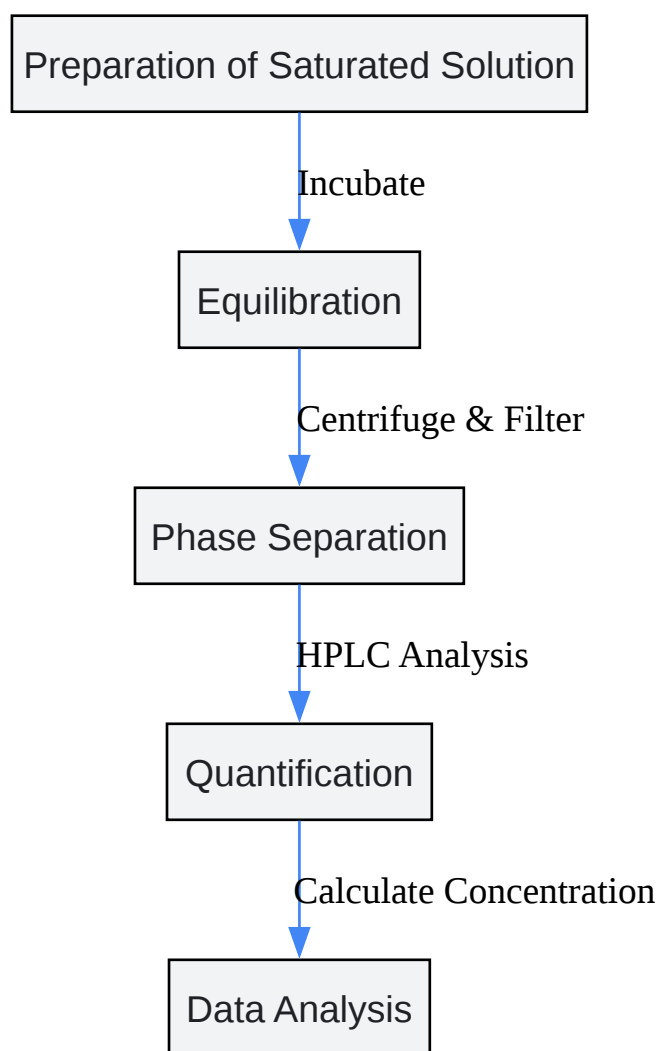 Preparation of Saturated Solution
Incubate
Equilibration
Centrifuge & Filter
Phase Separation
HPLC Analysis
Quantification
Calculate Concentration
Data Analysis